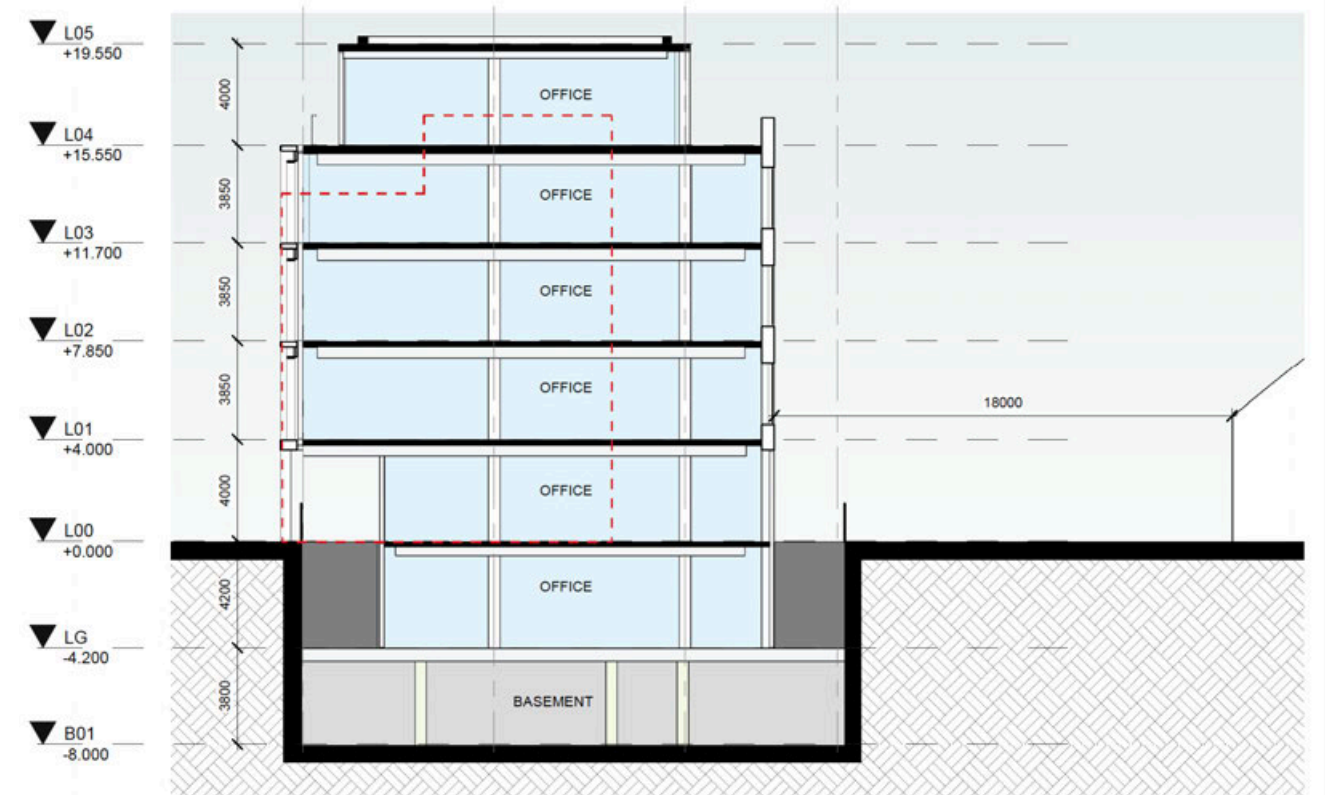 L05
+19.550
4000
OFFICE
L04
+15.550
3850
OFFICE
L03
+11.700
3850
OFFICE
L02
+7.850
3850
OFFICE
18000
L01
+4.000
4000
OFFICE
L00
+0.000
4200
OFFICE
LG
-4.200
3800
BASEMENT
B01
-8.000